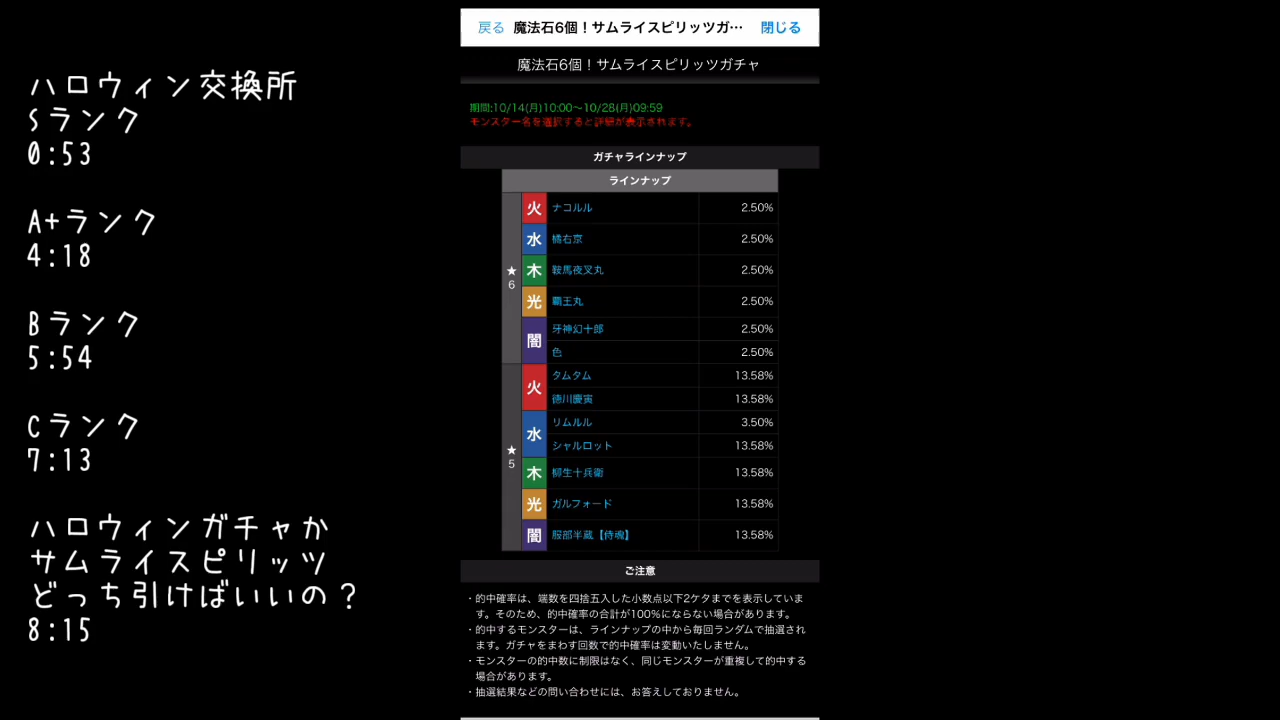 ハロウィン交換所
Sランク
0:53
A+ランク
4:18
Bランク
5:54
Cランク
7:13
ハロウィンガチャか
サムライスピリッツ
どっち引けばいいの？
8:15
戻る 魔法石6個！サムライスピリッツガ… 閉じる
魔法石6個！サムライスピリッツガチャ
期間:10/14(月)10:00〜10/28(月)09:59
モンスター名を選択すると詳細が表示されます。
ガチャラインナップ
ラインナップ
★6
火 ナコルル 2.50%
水 橘右京 2.50%
木 鞍馬夜叉丸 2.50%
光 覇王丸 2.50%
闇 牙神幻十郎 2.50%
色 2.50%
★5
火 タムタム 13.58%
徳川慶寅 13.58%
水 リムルル 3.50%
シャルロット 13.58%
木 柳生十兵衛 13.58%
光 ガルフォード 13.58%
闇 服部半蔵【侍魂】 13.58%
ご注意
・的中確率は、端数を四捨五入した小数点以下2ケタまでを表示していま
す。そのため、的中確率の合計が100%にならない場合があります。
・的中するモンスターは、ラインナップの中から毎回ランダムで抽選され
ます。ガチャをまわす回数で的中確率は変動いたしません。
・モンスターの的中数に制限はなく、同じモンスターが重複して的中する
場合があります。
・抽選結果などの問い合わせには、お答えしておりません。